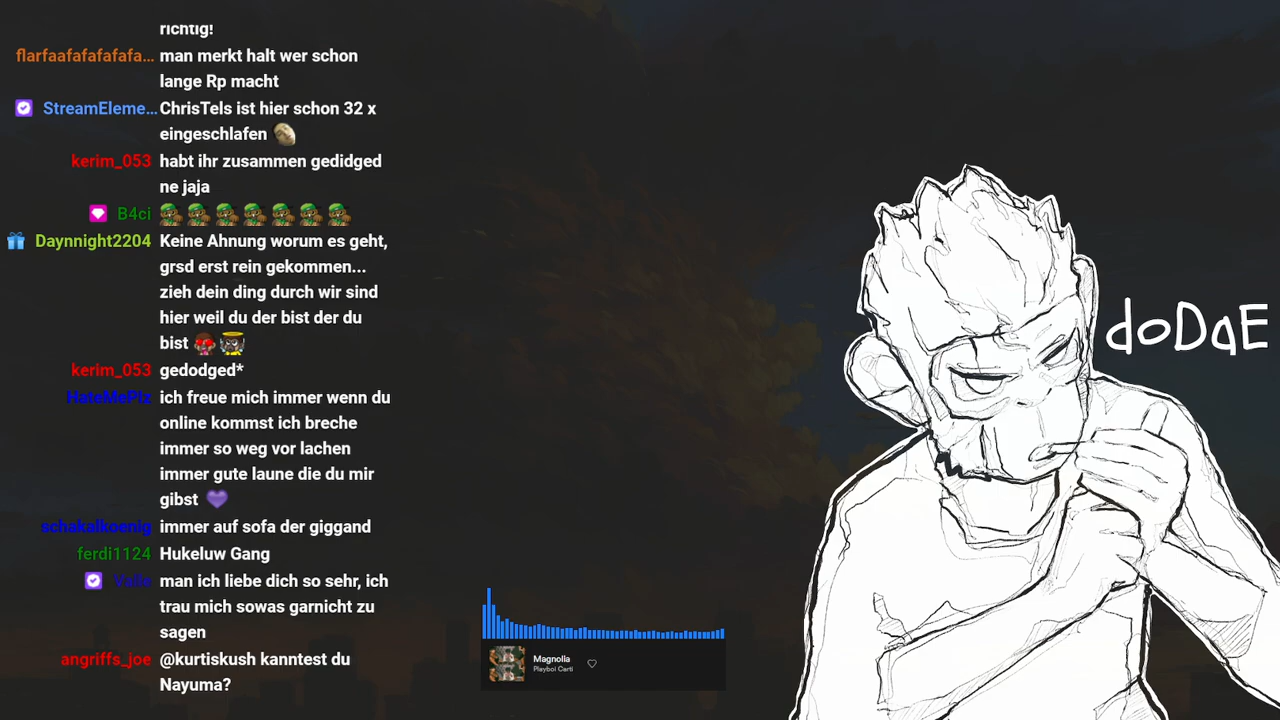 richtig!
flarfaafafafafafa… man merkt halt wer schon
lange Rp macht
StreamEleme… ChrisTels ist hier schon 32 x
eingeschlafen
kerim_053 habt ihr zusammen gedidged
ne jaja
B4ci
Daynnight2204 Keine Ahnung worum es geht,
grsd erst rein gekommen...
zieh dein ding durch wir sind
hier weil du der bist der du
bist
kerim_053 gedodged*
HateMePlz ich freue mich immer wenn du
online kommst ich breche
immer so weg vor lachen
immer gute laune die du mir
gibst
schakalkoenig immer auf sofa der giggand
ferdi1124 Hukeluw Gang
man ich liebe dich so sehr, ich
trau mich sowas garnicht zu
sagen
angriffs_joe @kurtiskush kanntest du
Nayuma?
Magnolia
Playboi Carti
doDaE